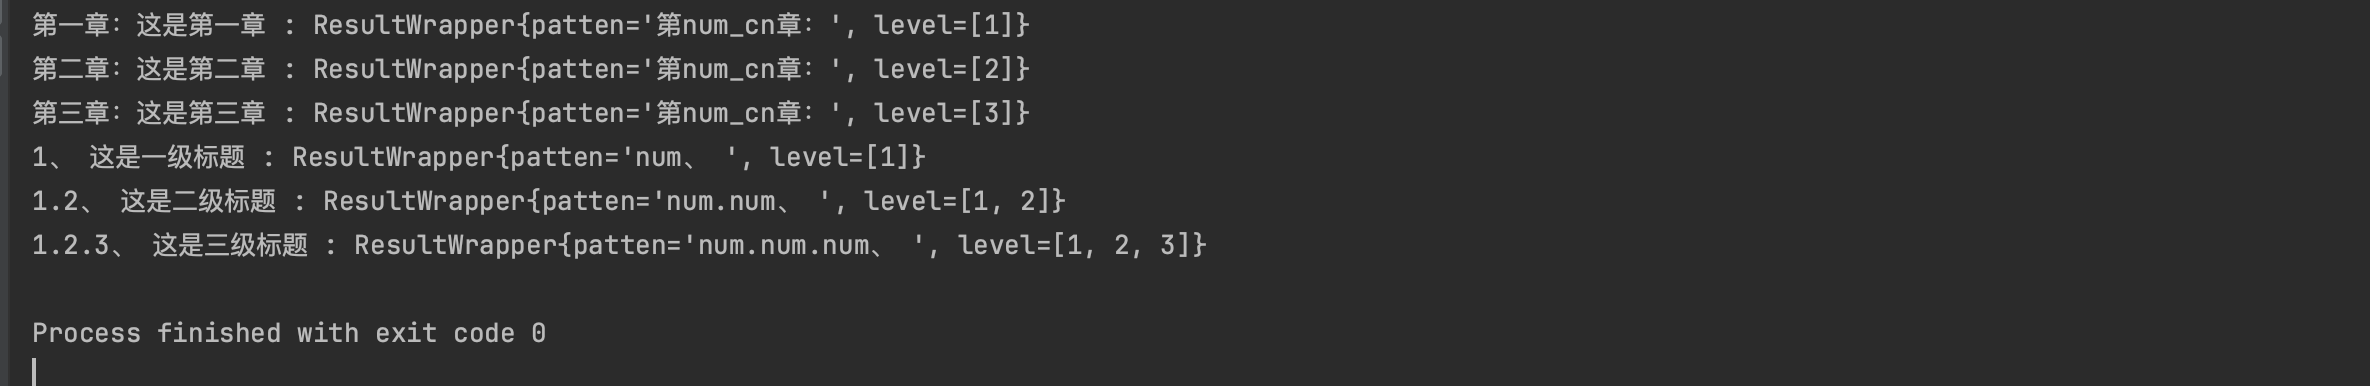 第一章：这是第一章 : ResultWrapper{patten='第num_cn章：', level=[1]}
第二章：这是第二章 : ResultWrapper{patten='第num_cn章：', level=[2]}
第三章：这是第三章 : ResultWrapper{patten='第num_cn章：', level=[3]}
1、 这是一级标题 : ResultWrapper{patten='num、 ', level=[1]}
1.2、 这是二级标题 : ResultWrapper{patten='num.num、 ', level=[1, 2]}
1.2.3、 这是三级标题 : ResultWrapper{patten='num.num.num、 ', level=[1, 2, 3]}
Process finished with exit code 0